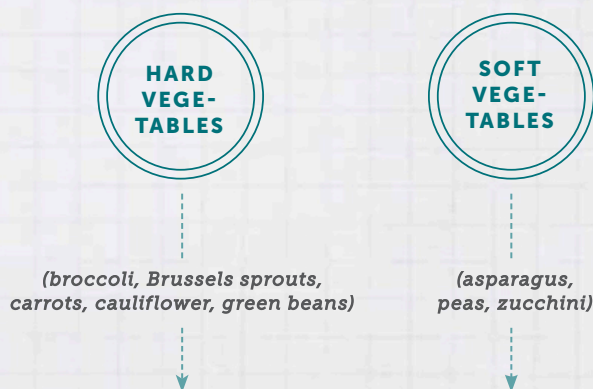 HARD
VEGE-
TABLES
(broccoli, Brussels sprouts,
carrots, cauliflower, green beans)
SOFT
VEGE-
TABLES
(asparagus,
peas, zucchini)